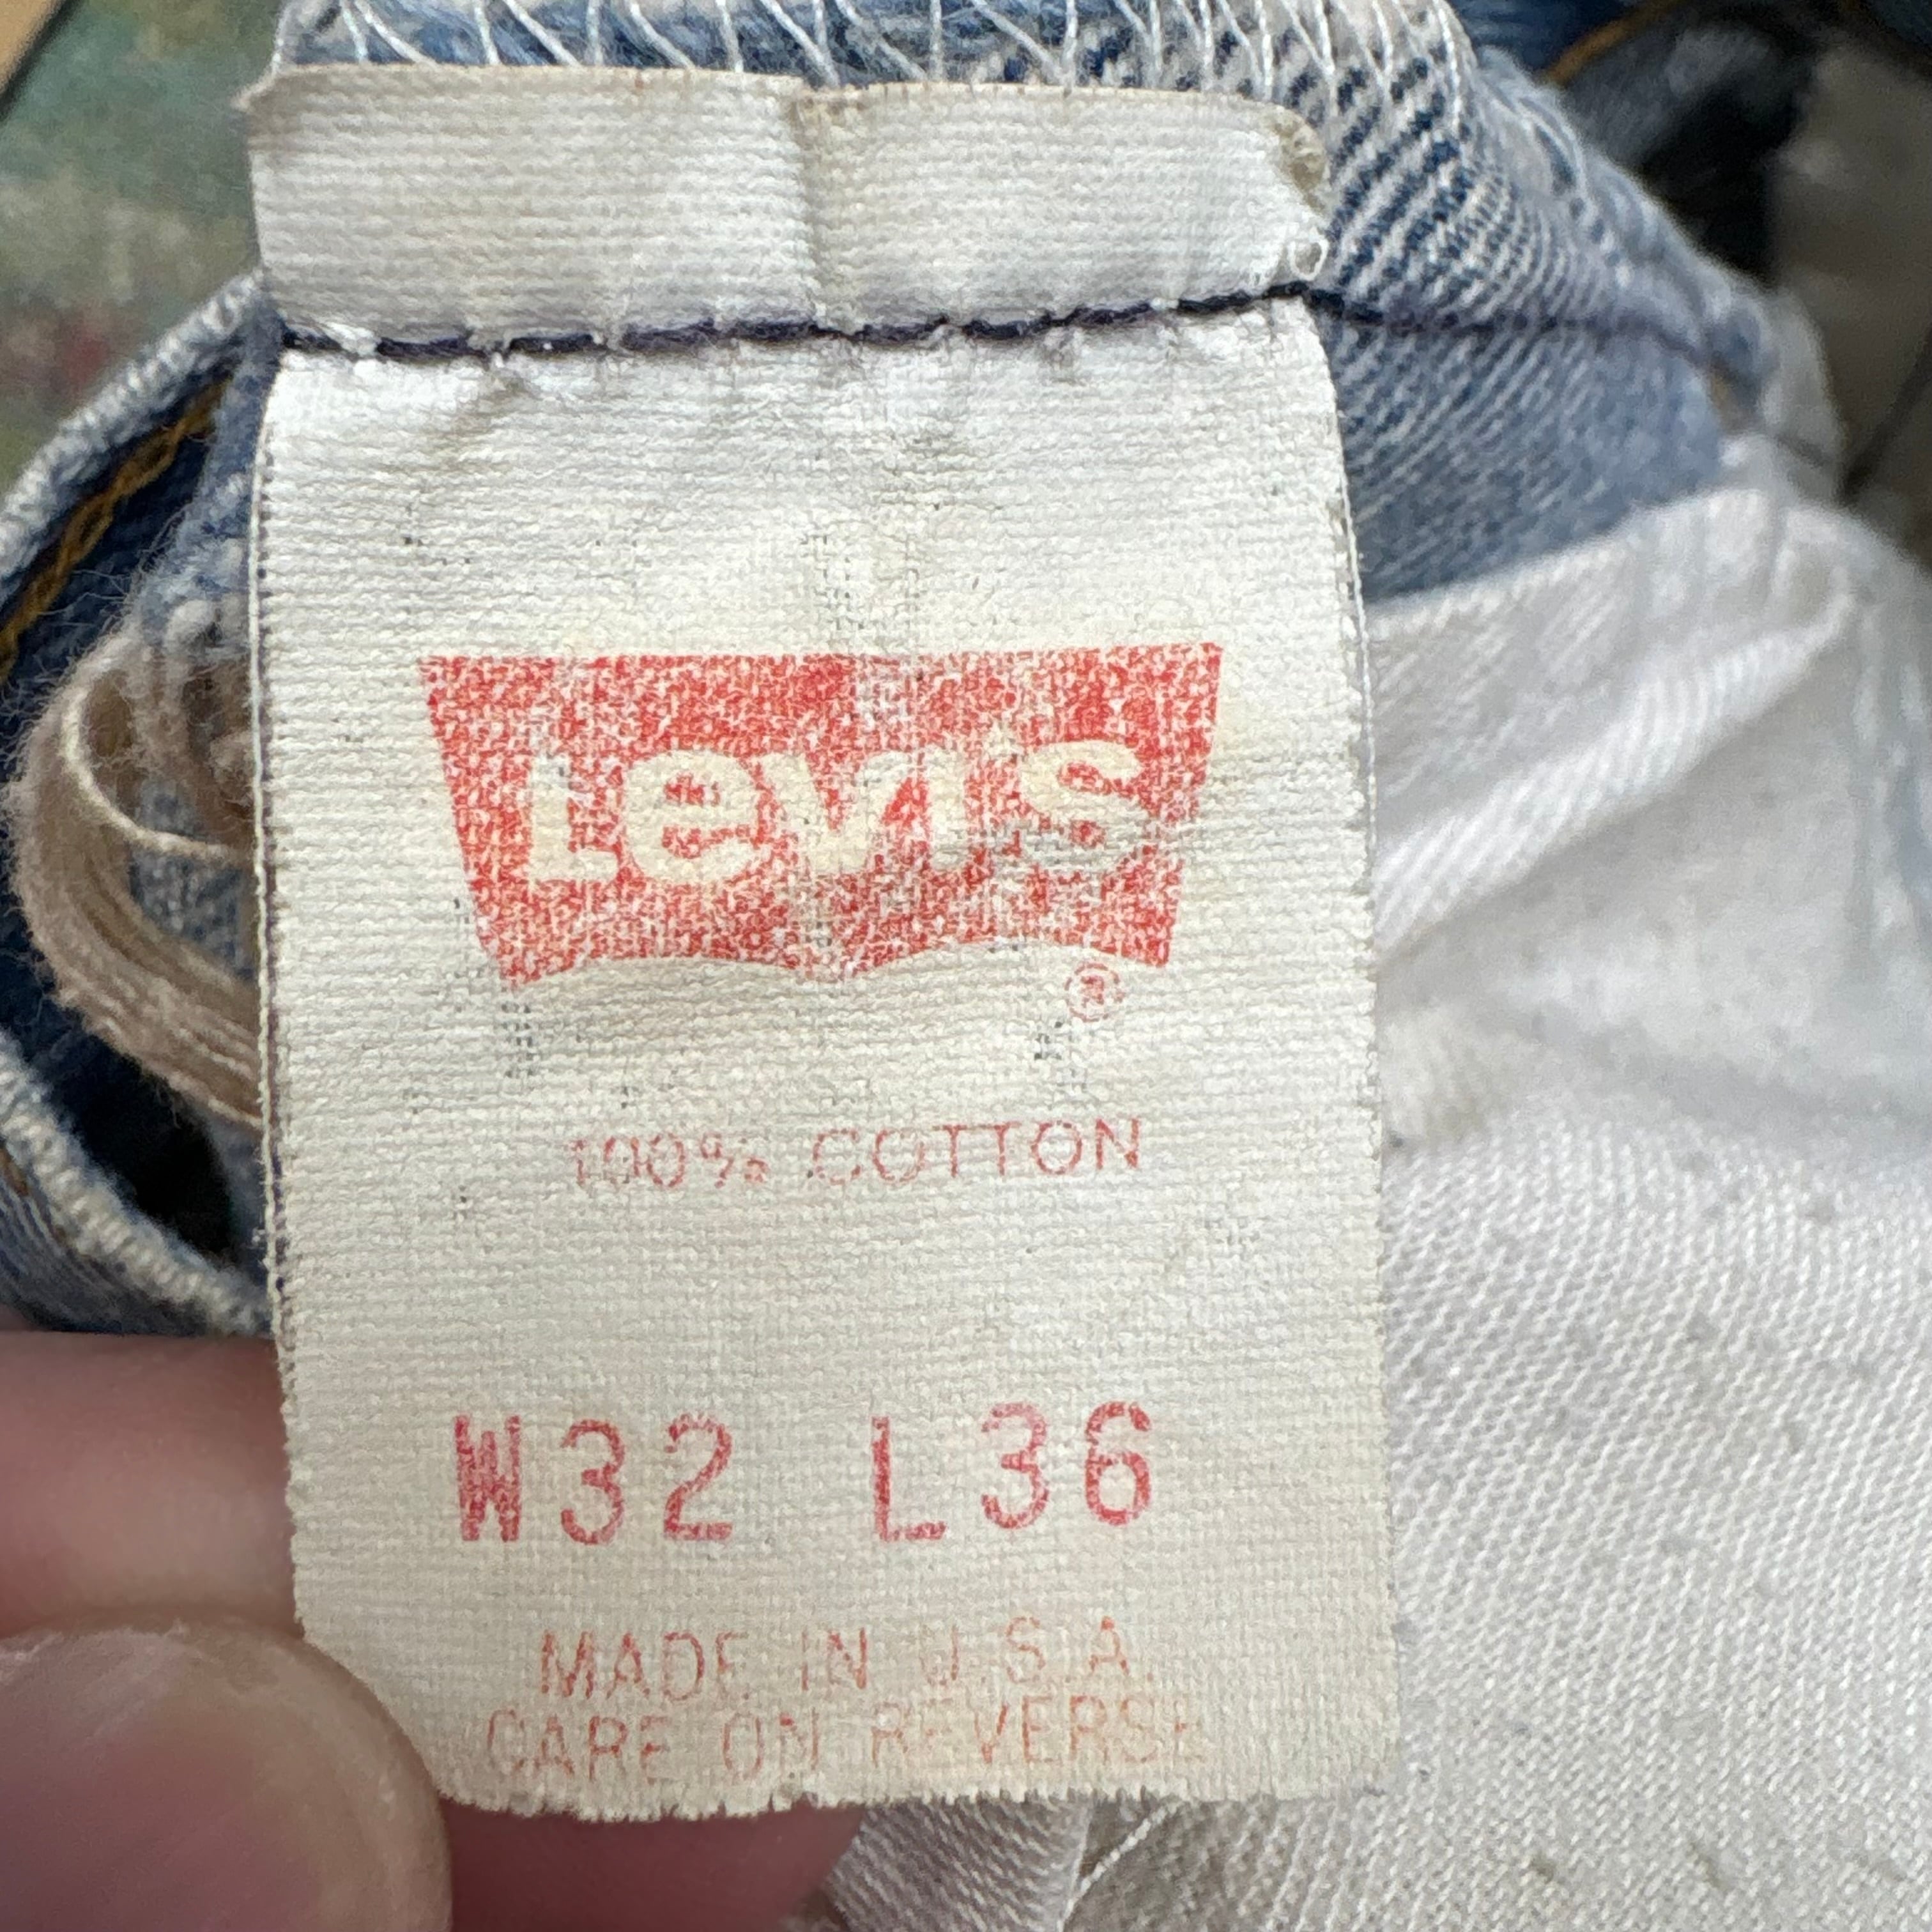 Levi's
®
100% COTTON
W32 L36
MADE IN U.S.A.
CARE ON REVERSE